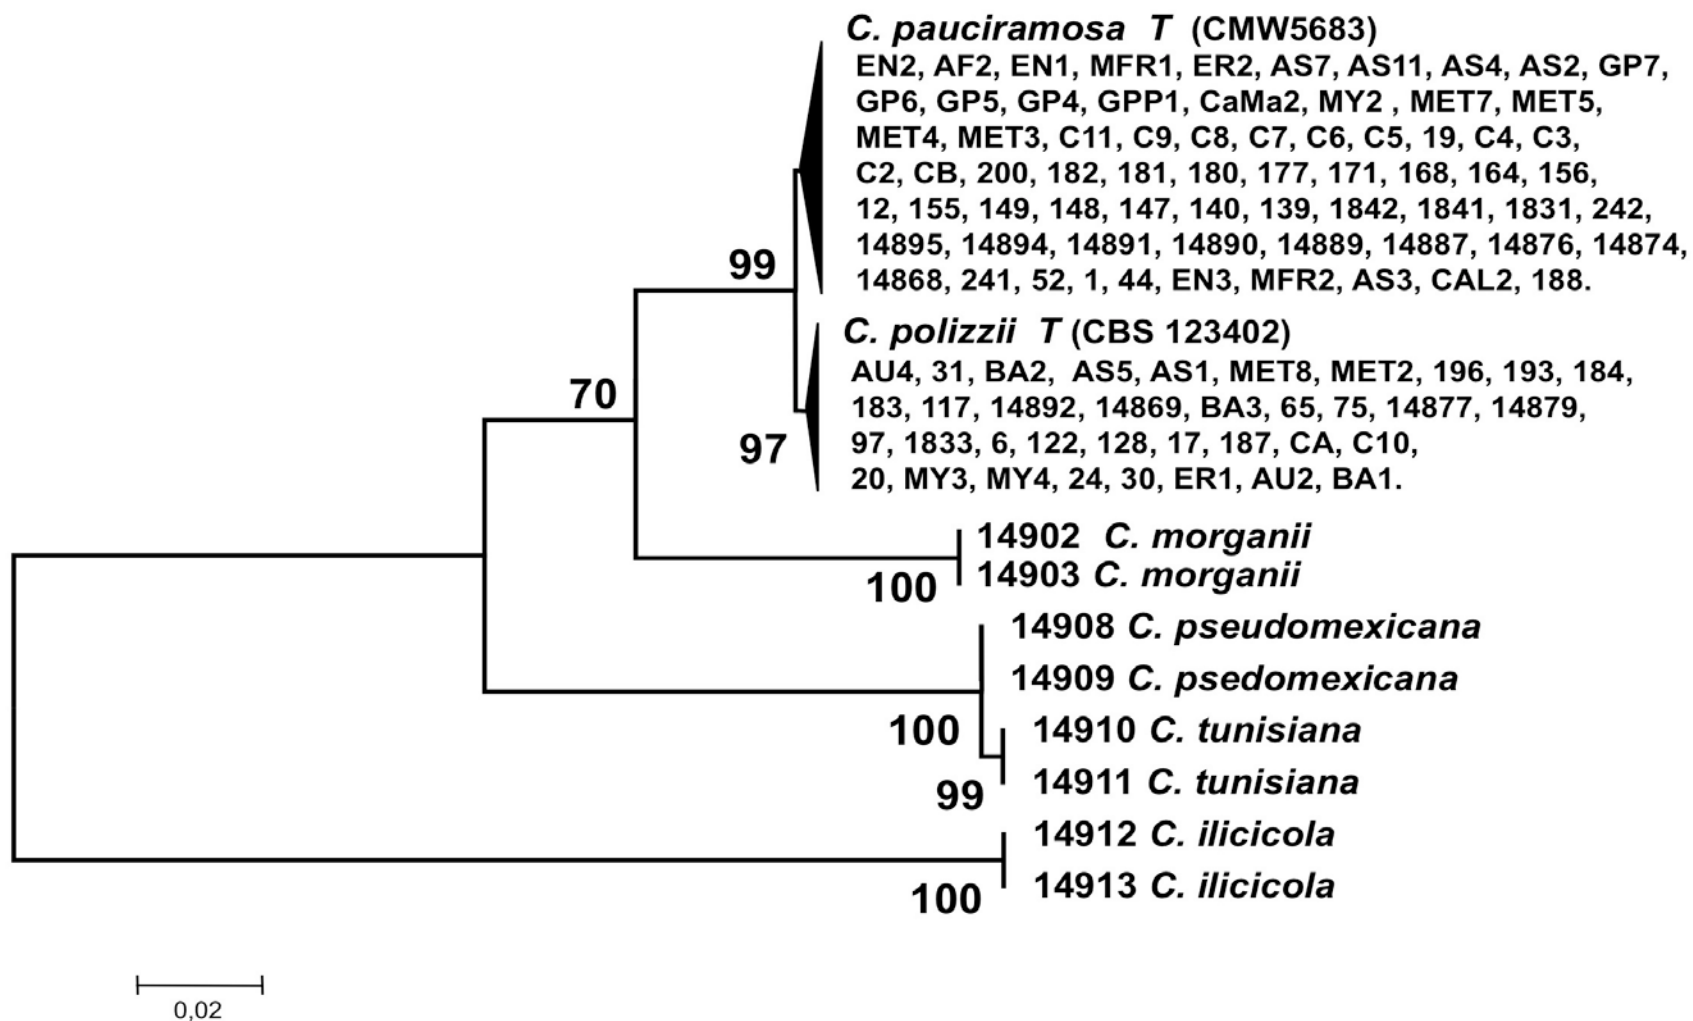 C. pauciramosa T (CMW5683)
EN2, AF2, EN1, MFR1, ER2, AS7, AS11, AS4, AS2, GP7,
GP6, GP5, GP4, GPP1, CaMa2, MY2 , MET7, MET5,
MET4, MET3, C11, C9, C8, C7, C6, C5, 19, C4, C3,
C2, CB, 200, 182, 181, 180, 177, 171, 168, 164, 156,
12, 155, 149, 148, 147, 140, 139, 1842, 1841, 1831, 242,
14895, 14894, 14891, 14890, 14889, 14887, 14876, 14874,
14868, 241, 52, 1, 44, EN3, MFR2, AS3, CAL2, 188.
99
C. polizzii T (CBS 123402)
AU4, 31, BA2, AS5, AS1, MET8, MET2, 196, 193, 184,
183, 117, 14892, 14869, BA3, 65, 75, 14877, 14879,
97, 1833, 6, 122, 128, 17, 187, CA, C10,
20, MY3, MY4, 24, 30, ER1, AU2, BA1.
70
97
14902 C. morganii
14903 C. morganii
100
14908 C. pseudomexicana
14909 C. psedomexicana
100
14910 C. tunisiana
14911 C. tunisiana
99
14912 C. ilicicola
14913 C. ilicicola
100
0,02